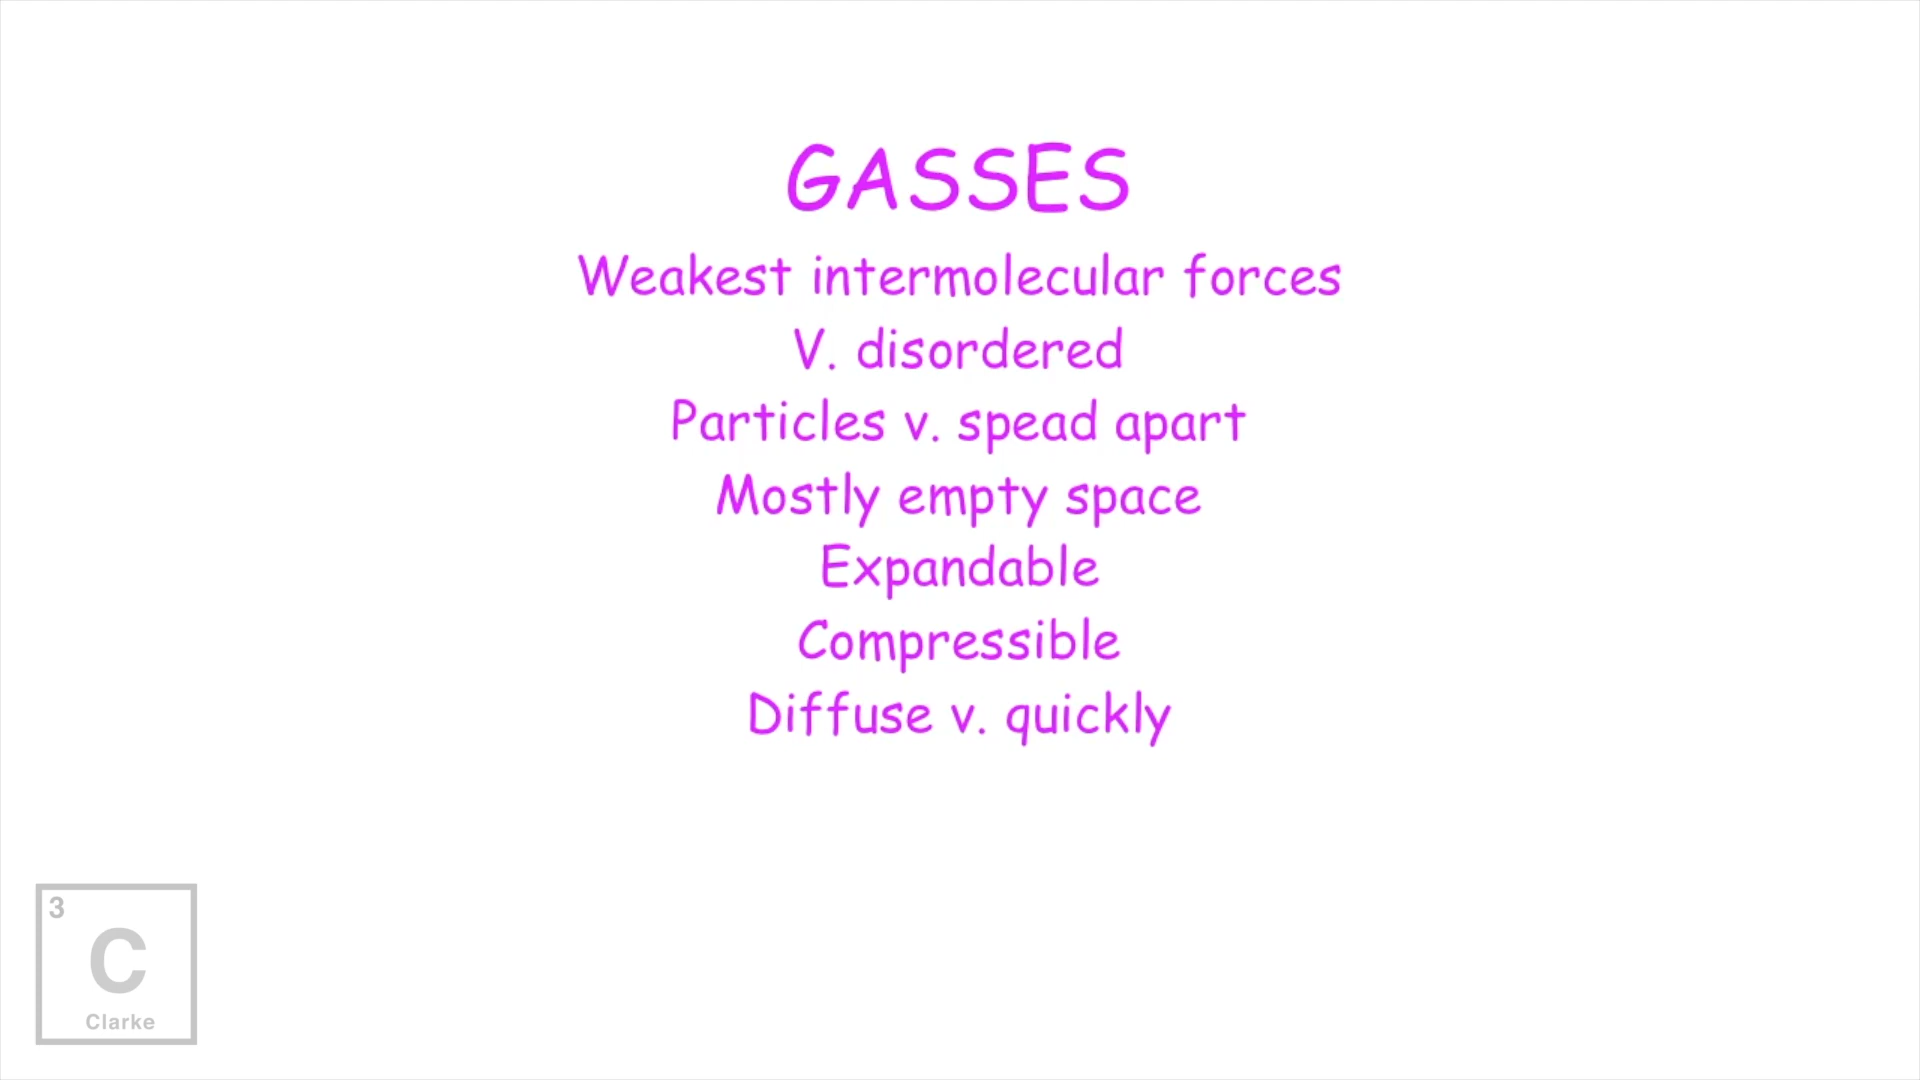 GASSES
Weakest intermolecular forces
V. disordered
Particles v. spead apart
Mostly empty space
Expandable
Compressible
Diffuse v. quickly
3
C
Clarke